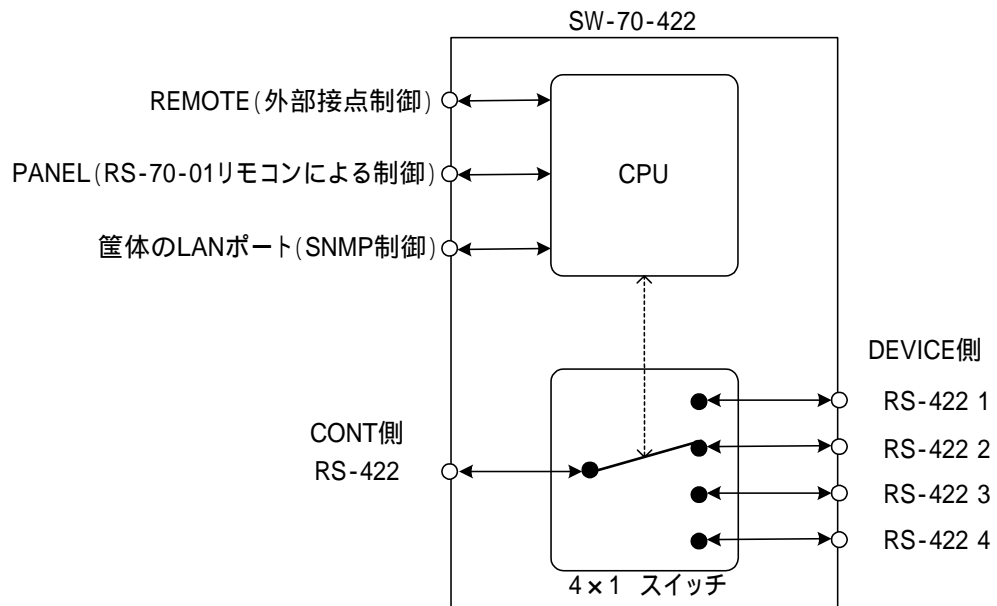 SW-70-422
REMOTE(外部接点制御)
PANEL(RS-70-01リモコンによる制御)
CPU
筐体のLANポート(SNMP制御)
DEVICE側
RS-422 1
CONT側
RS-422 2
RS-422
RS-422 3
RS-422 4
4×1 スイッチ